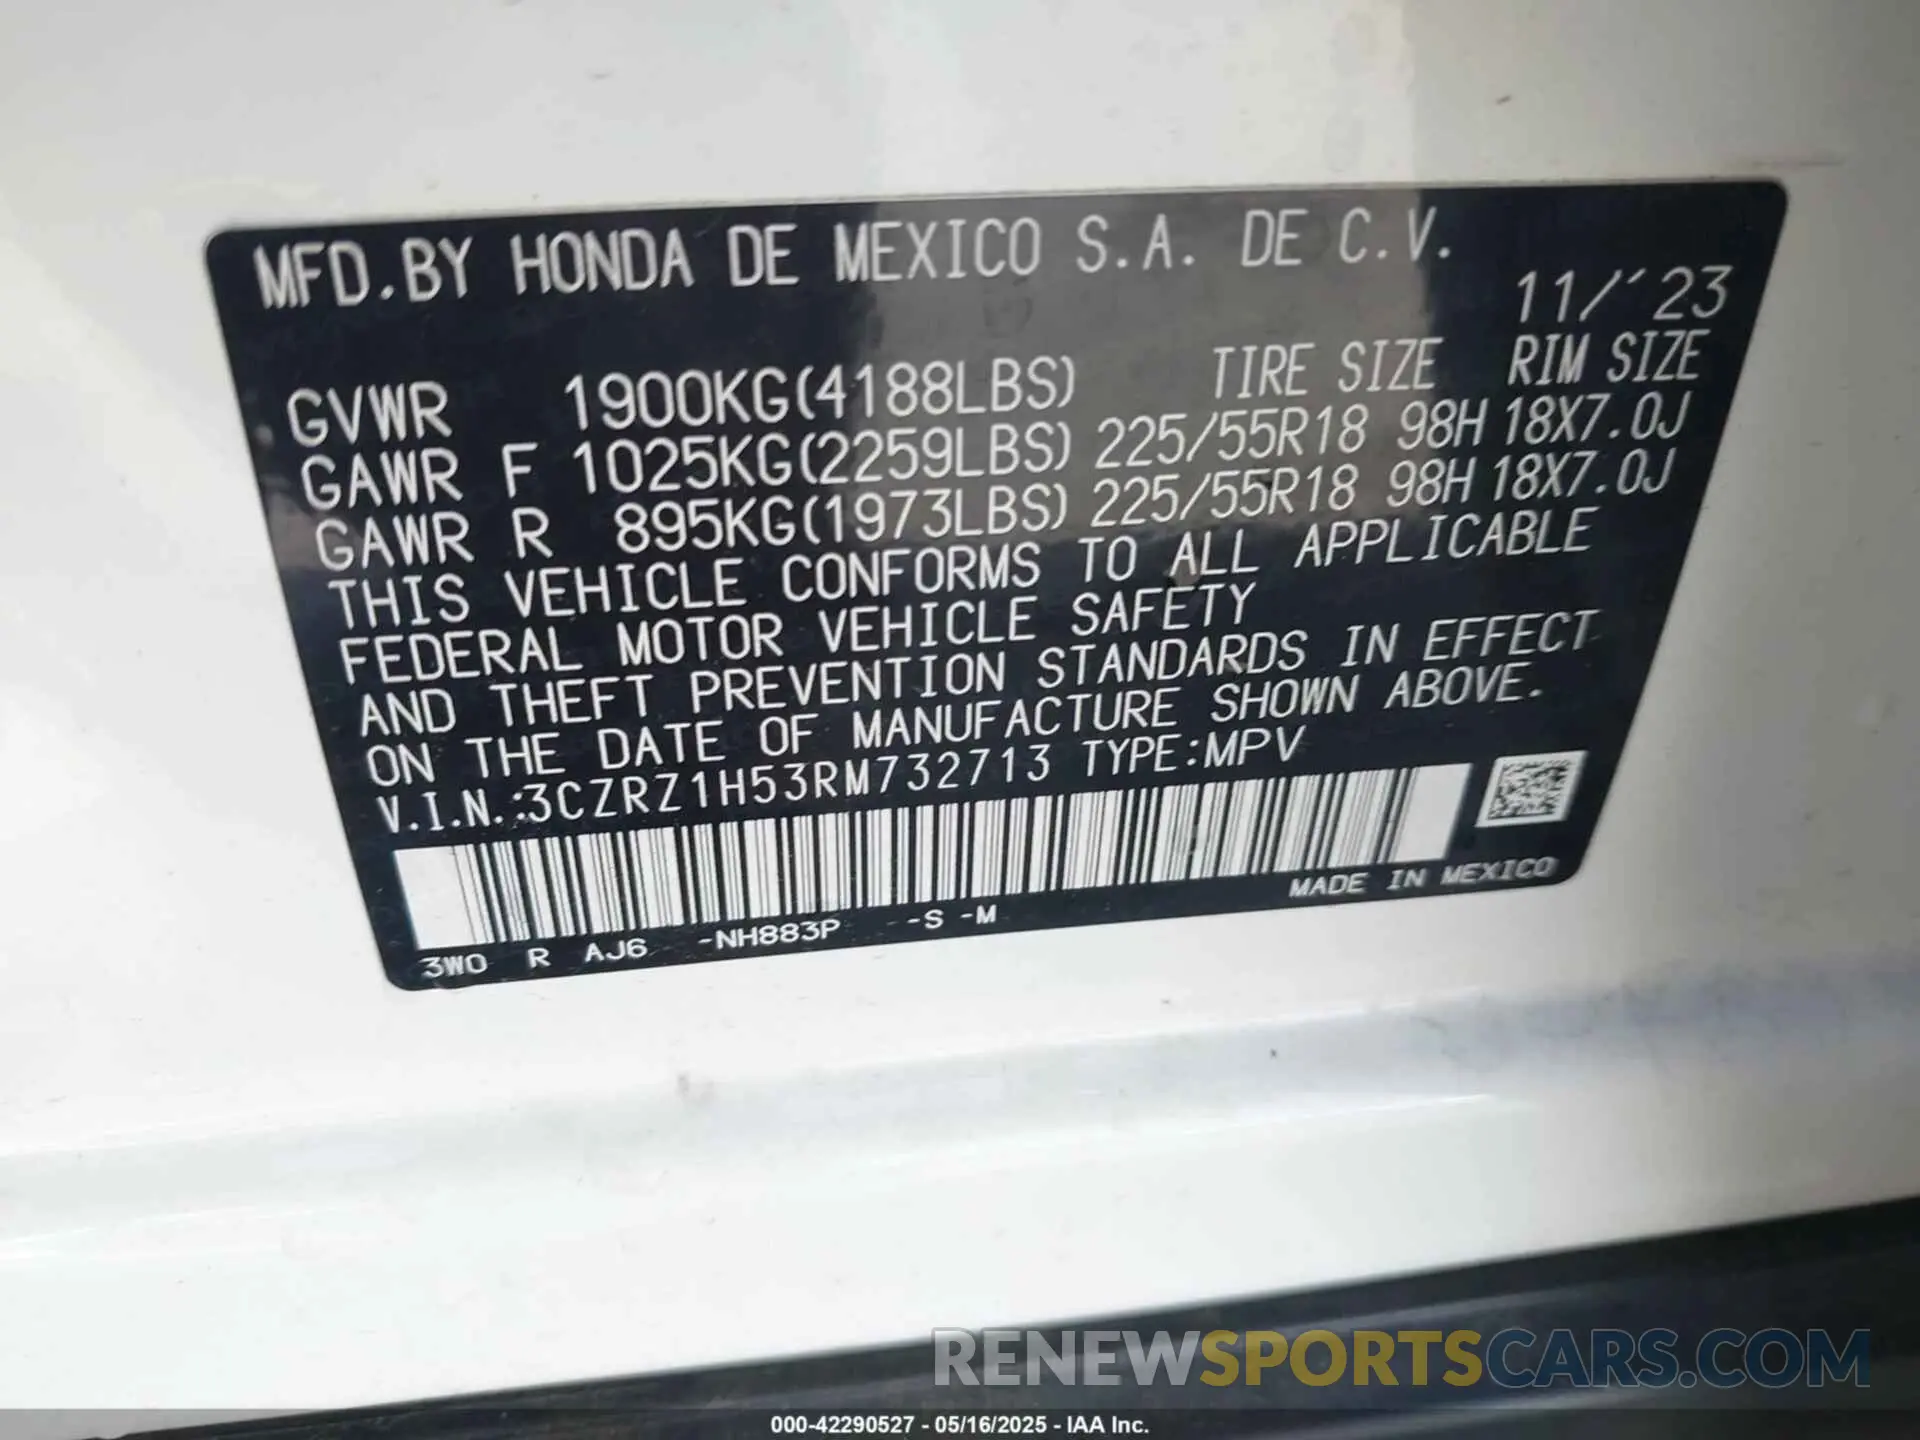 MFD.BY HONDA DE MEXICO S.A. DE C.V.
11/'23
GVWR 1900KG(4188LBS) TIRE SIZE RIM SIZE
GAWR F 1025KG(2259LBS) 225/55R18 98H 18X7.0J
GAWR R 895KG(1973LBS) 225/55R18 98H 18X7.0J
THIS VEHICLE CONFORMS TO ALL APPLICABLE
FEDERAL MOTOR VEHICLE SAFETY
AND THEFT PREVENTION STANDARDS IN EFFECT
ON THE DATE OF MANUFACTURE SHOWN ABOVE.
V.I.N.:3CZRZ1H53RM732713 TYPE:MPV
MADE IN MEXICO
3WO R AJ6 -NH883P -S -M
RENEWSPORTSCARS.COM
000-42290527 - 05/16/2025 - IAA Inc.